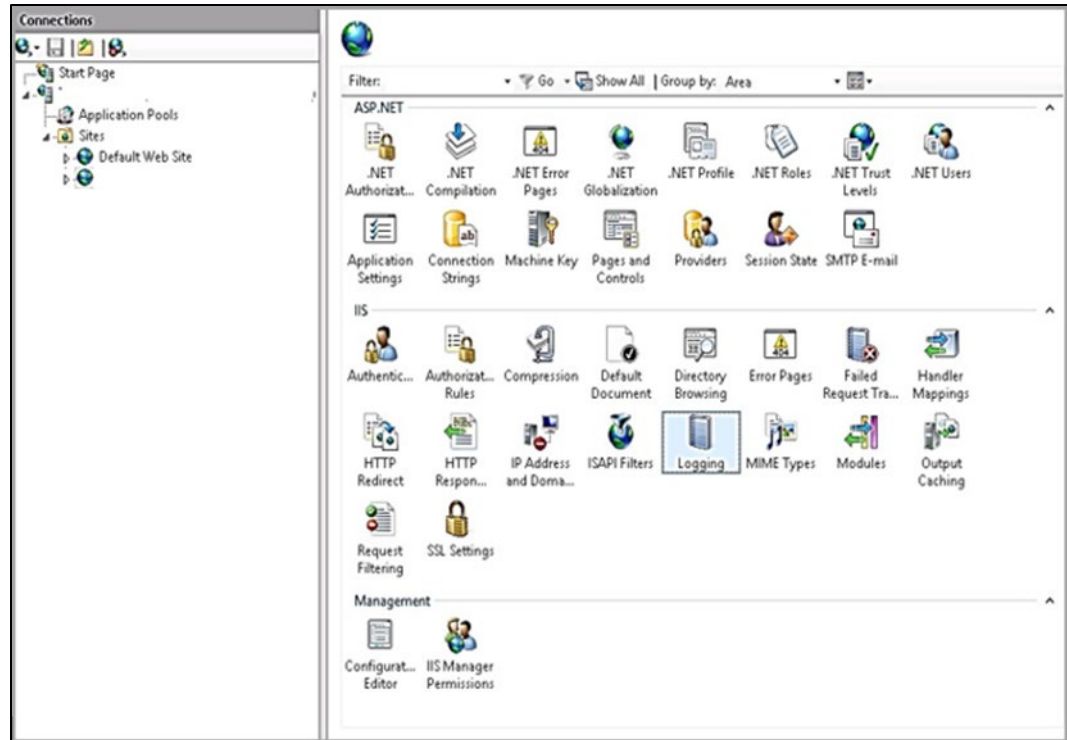 Connections
Start Page
Application Pools
Sites
Default Web Site
Filter: Go Show All Group by: Area
ASP.NET
.NET Authorizat...
.NET Compilation
.NET Error Pages
.NET Globalization
.NET Profile
.NET Roles
.NET Trust Levels
.NET Users
Application Settings
Connection Strings
Machine Key
Pages and Controls
Providers
Session State
SMTP E-mail
IIS
Authentic...
Authorizat... Rules
Compression
Default Document
Directory Browsing
Error Pages
Failed Request Tra...
Handler Mappings
HTTP Redirect
HTTP Respon...
IP Address and Doma...
ISAPI Filters
Logging
MIME Types
Modules
Output Caching
Request Filtering
SSL Settings
Management
Configurat... Editor
IIS Manager Permissions